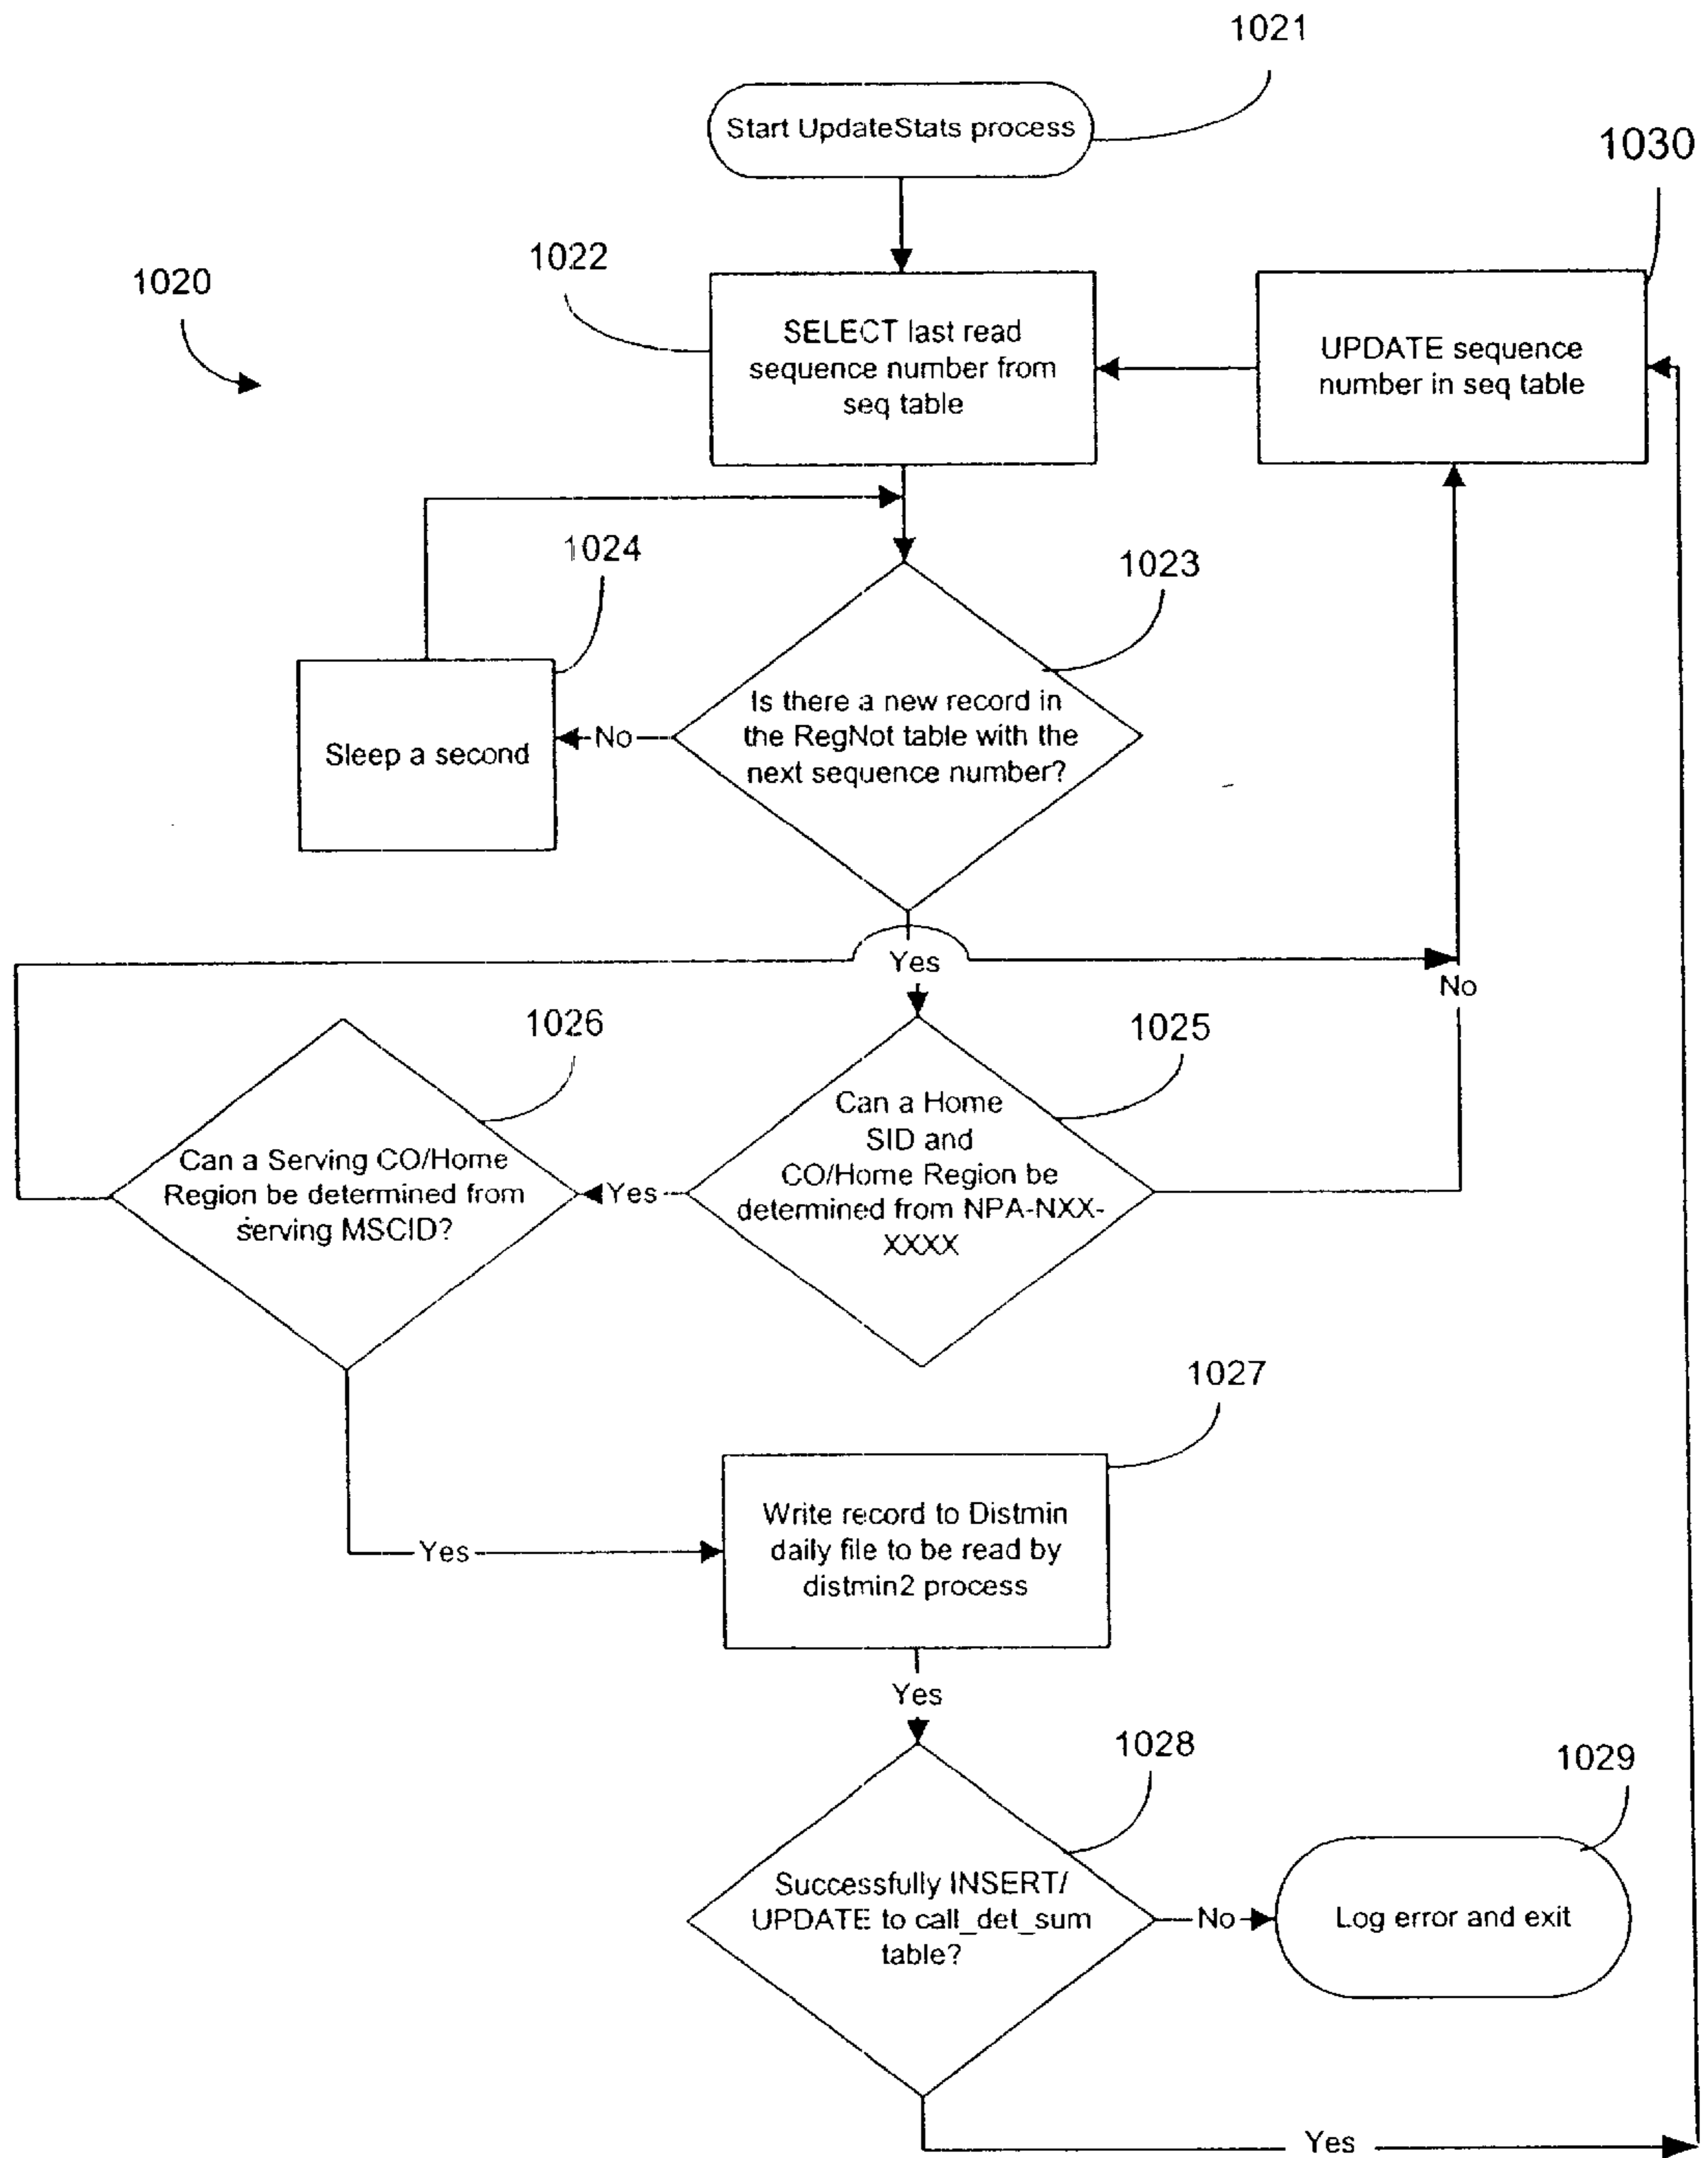 1021
Start UpdateStats process
1030
1022
1020
SELECT last read
sequence number from
seq table
UPDATE sequence
number in seq table
1024
1023
Is there a new record in
the RegNot table with the
next sequence number?
No
Sleep a second
Yes
No
1026
1025
Can a Home
SID and
CO/Home Region be
determined from NPA-NXX-
XXXX
Yes
Can a Serving CO/Home
Region be determined from
serving MSCID?
1027
Write record to Distmin
daily file to be read by
distmin2 process
Yes
Yes
1028
1029
Successfully INSERT/
UPDATE to call_det_sum
table?
No
Log error and exit
Yes